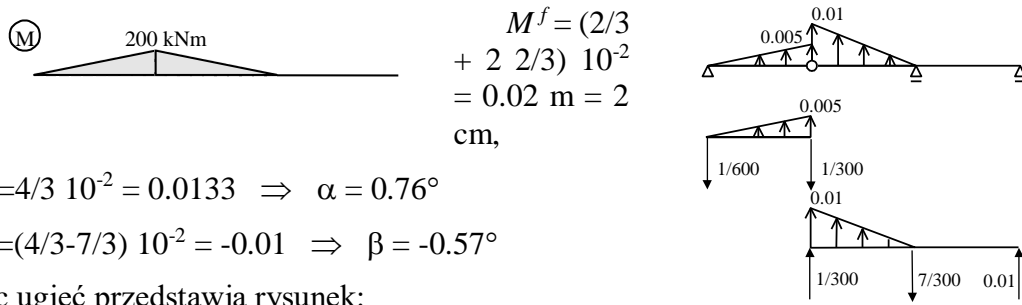 M
200 kNm
M^f = (2/3
+ 2 2/3) 10^-2
= 0.02 m = 2
cm,
=4/3 10^-2 = 0.0133 ⇒ α = 0.76°
=(4/3-7/3) 10^-2 = -0.01 ⇒ β = -0.57°
ugięć przedstawia rysunek:
0.01
0.005
0.005
1/600
1/300
0.01
1/300
7/300
0.01